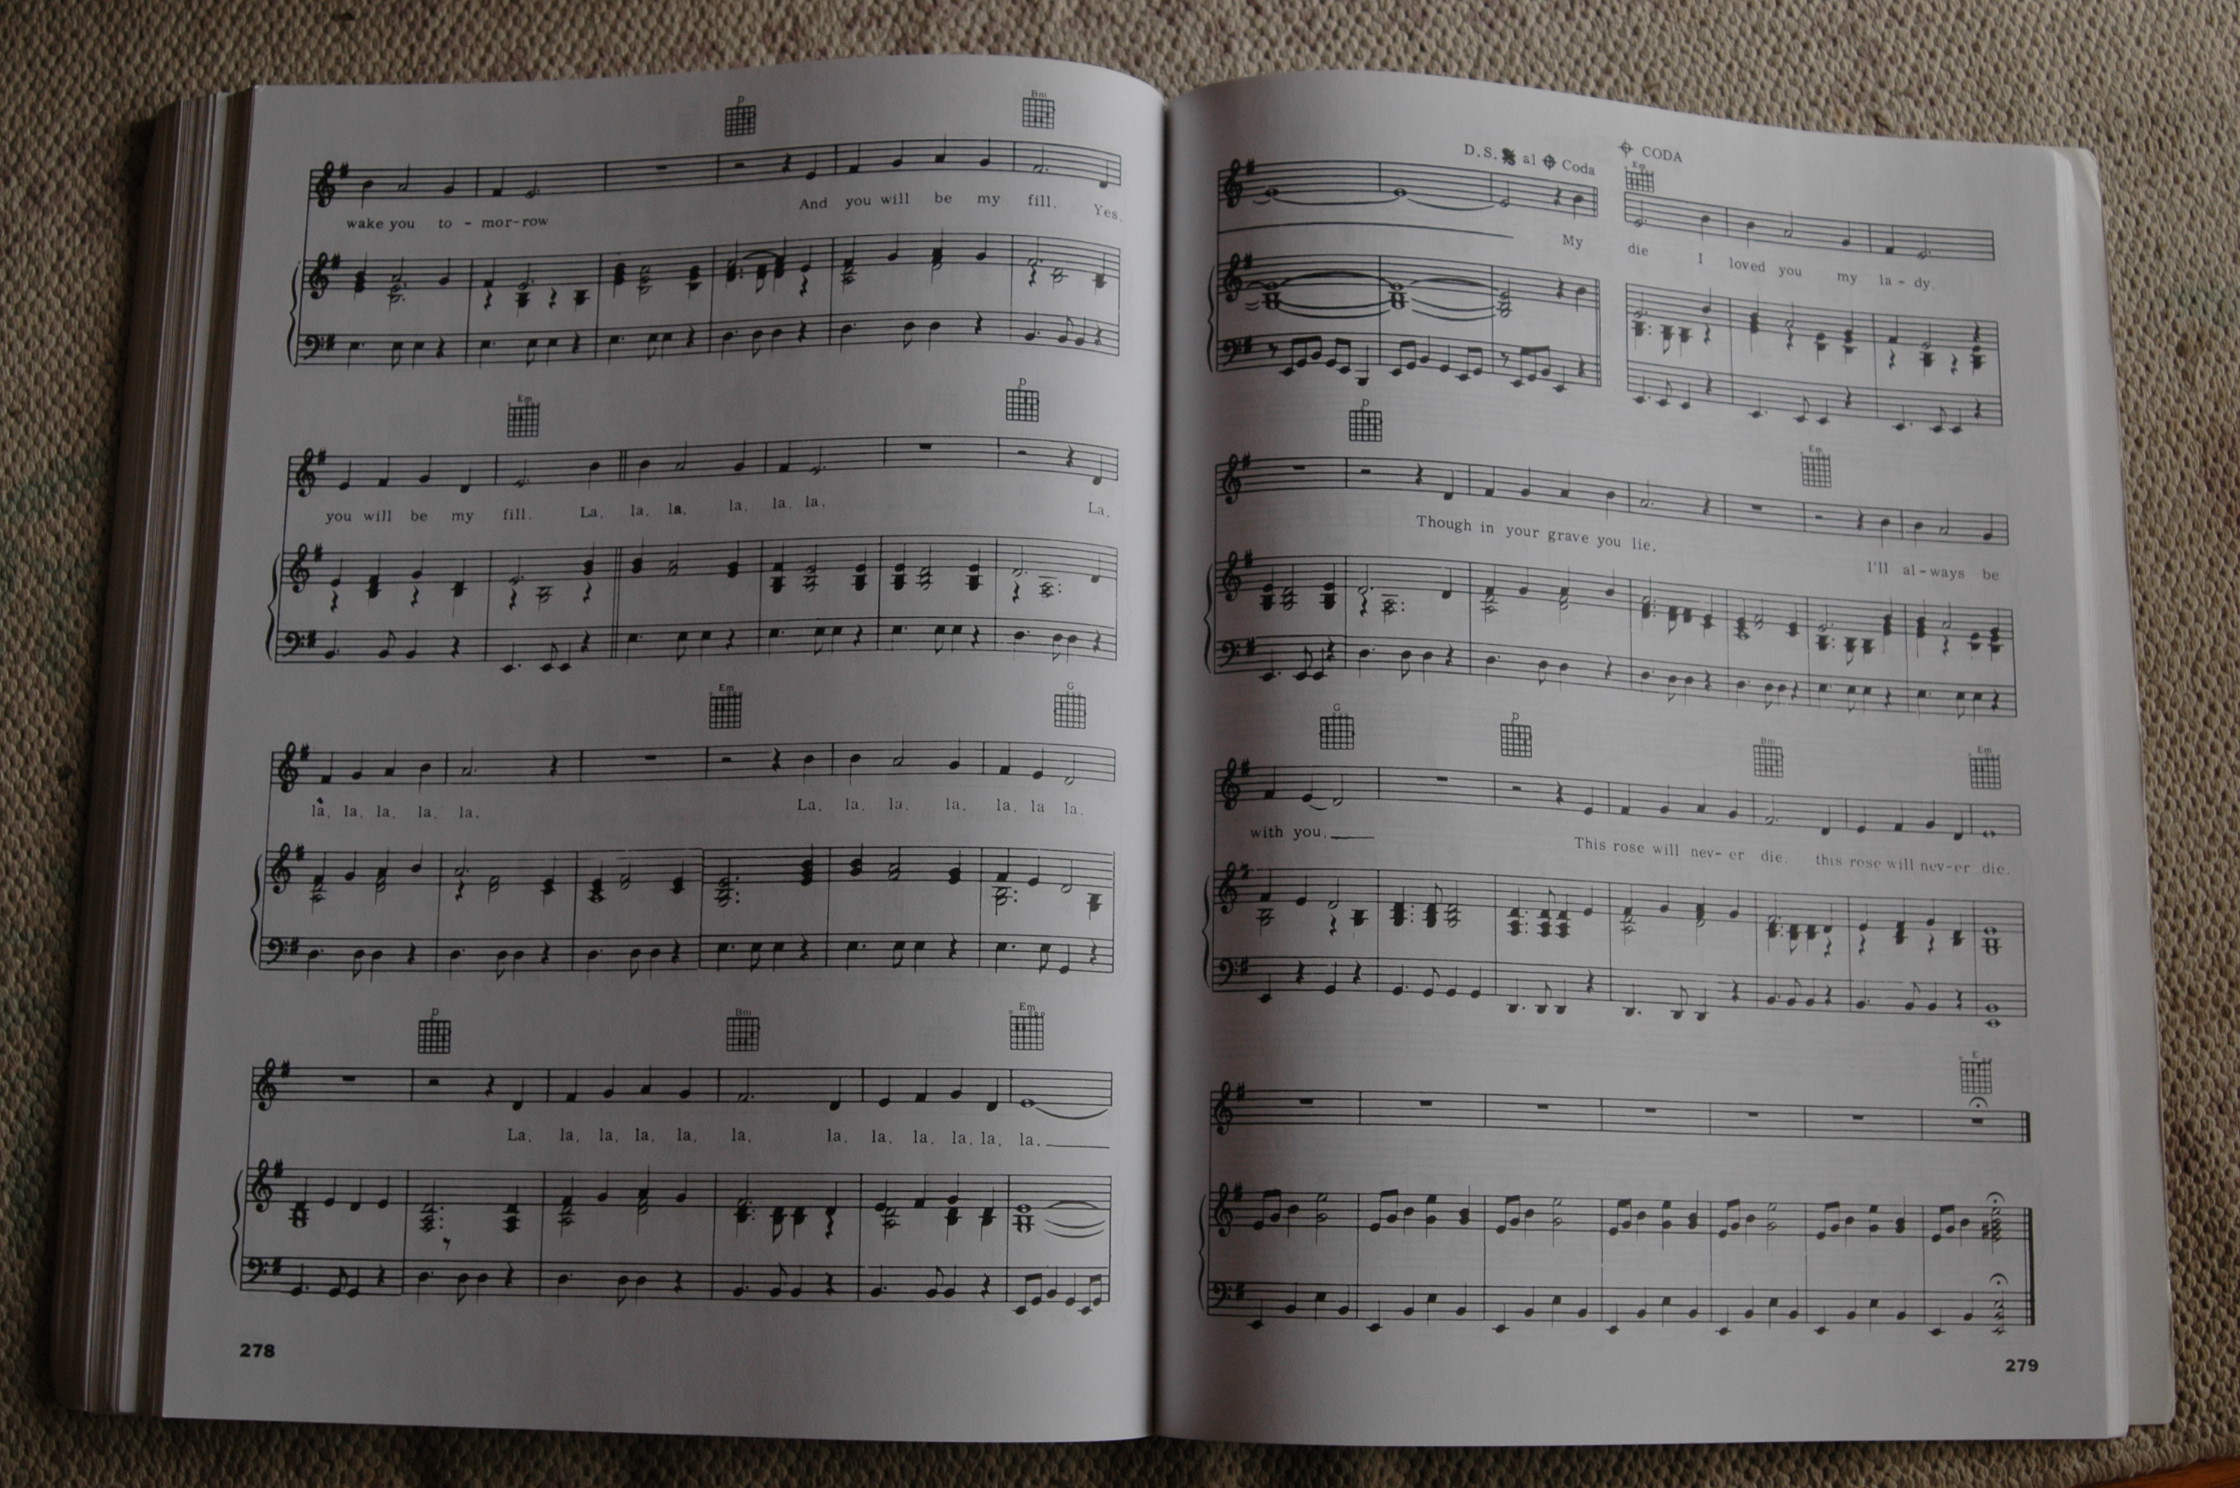 D Bm
wake you to - mor-row And you will be my fill. Yes,
Em D
you will be my fill. La, la, la, la, la, la. La,
Em G
la, la, la, la, la, la. La, la, la, la, la, la la,
D Bm Em
La, la, la, la, la, la, la, la, la, la, la,
278
D.S. al Coda CODA
Em
My die I loved you my la - dy.
D Em
Though in your grave you lie, I'll al-ways be
G D Bm Em
with you, This rose will nev- er die, this rose will nev-er die.
E
279